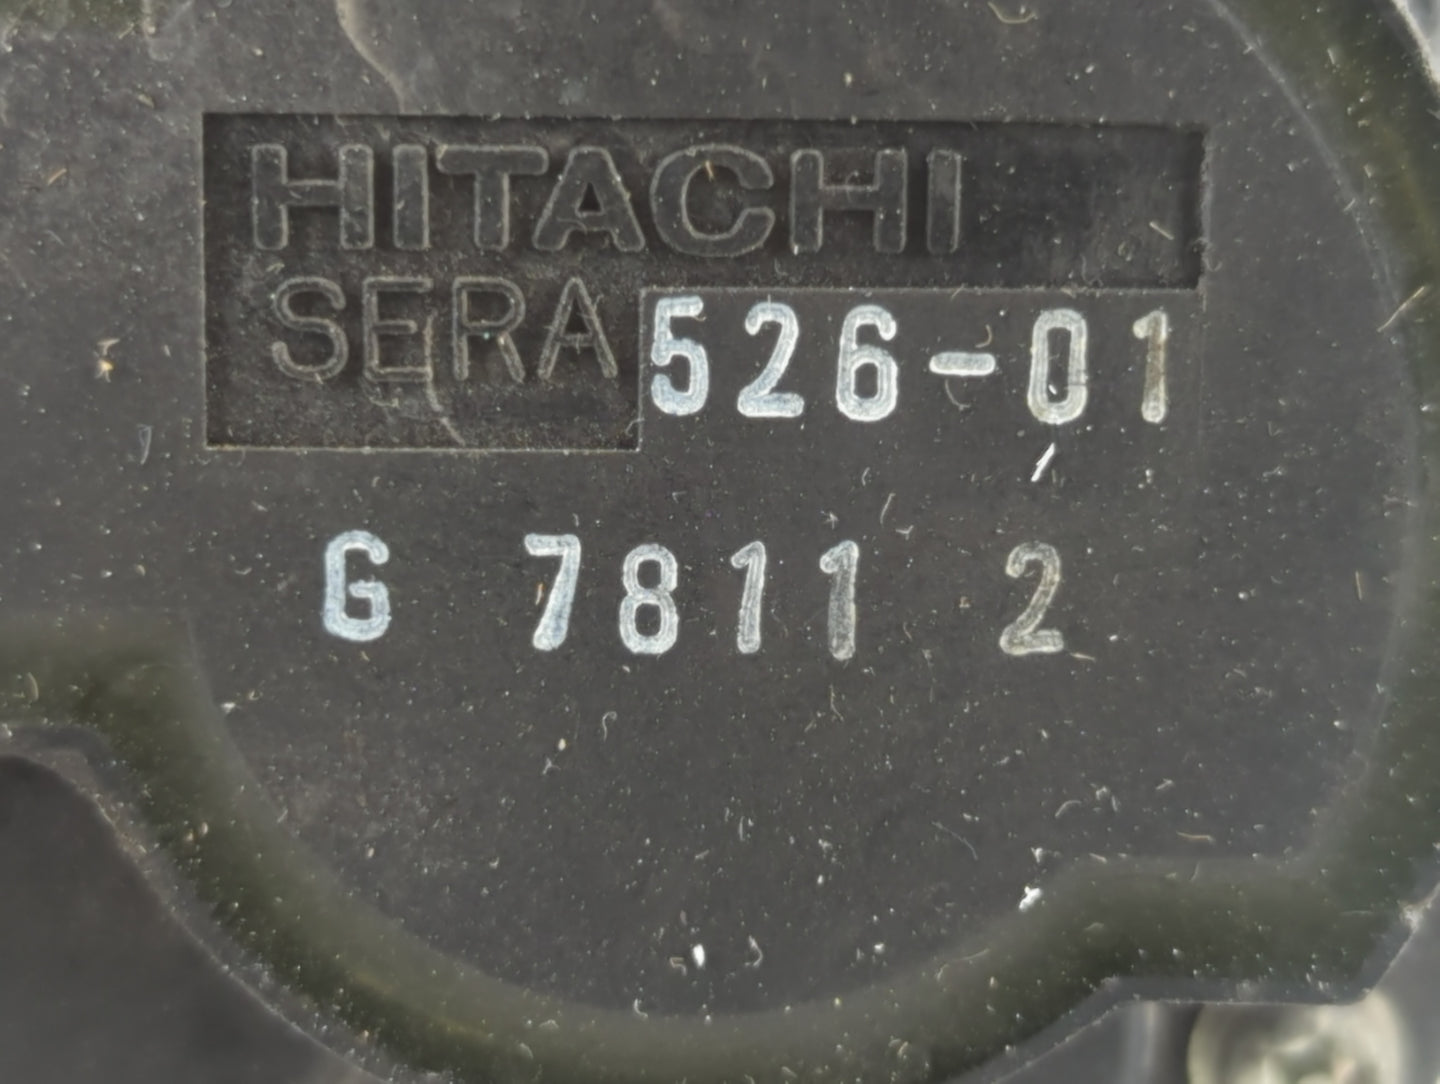 HITACHI
SERA526-01
G 7811 2